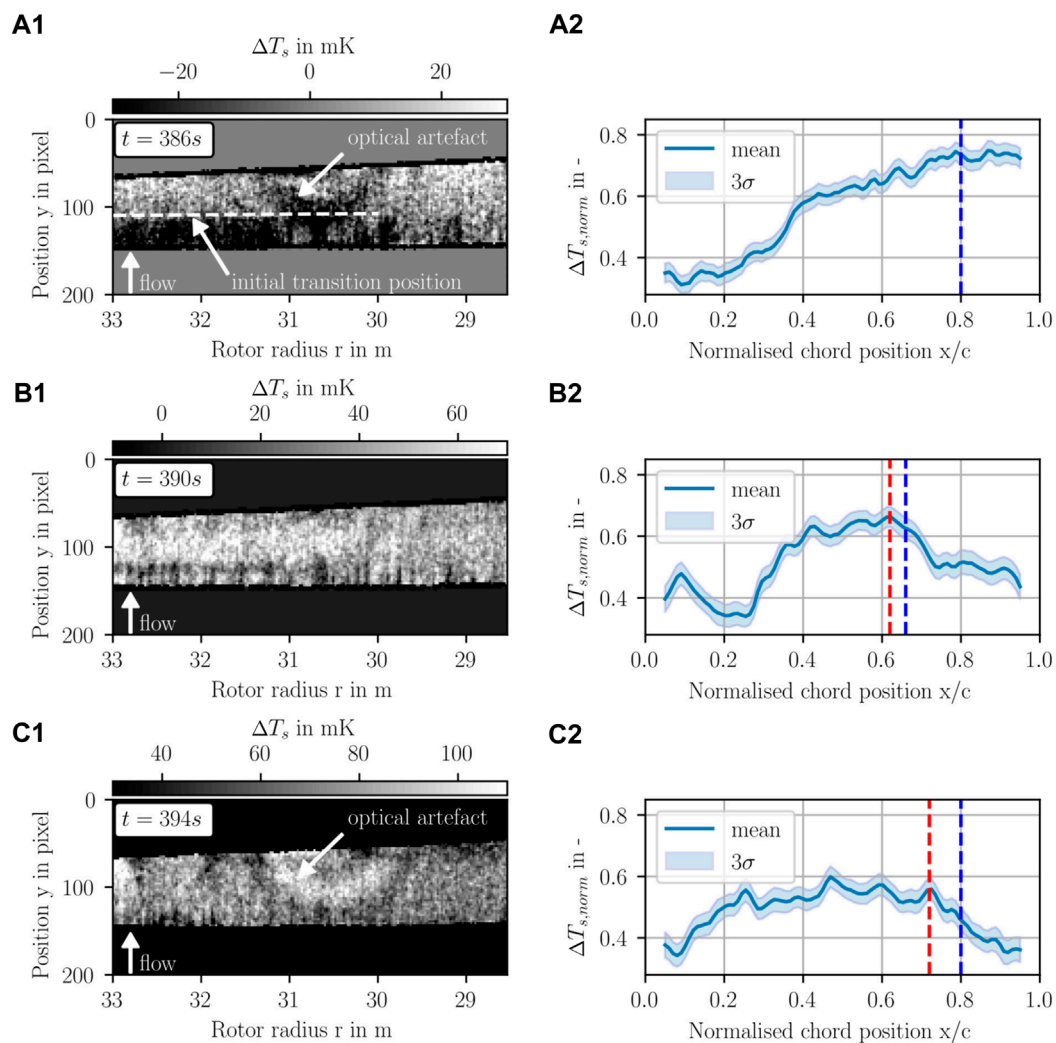 A1
ΔT_s in mK
−20 0 20
0
100
200
Position y in pixel
t = 386s
optical artefact
initial transition position
flow
33 32 31 30 29
Rotor radius r in m
A2
0.8
0.6
0.4
ΔT_{s,norm} in -
mean
3σ
0.0 0.2 0.4 0.6 0.8 1.0
Normalised chord position x/c
B1
ΔT_s in mK
0 20 40 60
0
100
200
Position y in pixel
t = 390s
flow
33 32 31 30 29
Rotor radius r in m
B2
0.8
0.6
0.4
ΔT_{s,norm} in -
mean
3σ
0.0 0.2 0.4 0.6 0.8 1.0
Normalised chord position x/c
C1
ΔT_s in mK
40 60 80 100
0
100
200
Position y in pixel
t = 394s
optical artefact
flow
33 32 31 30 29
Rotor radius r in m
C2
0.8
0.6
0.4
ΔT_{s,norm} in -
mean
3σ
0.0 0.2 0.4 0.6 0.8 1.0
Normalised chord position x/c